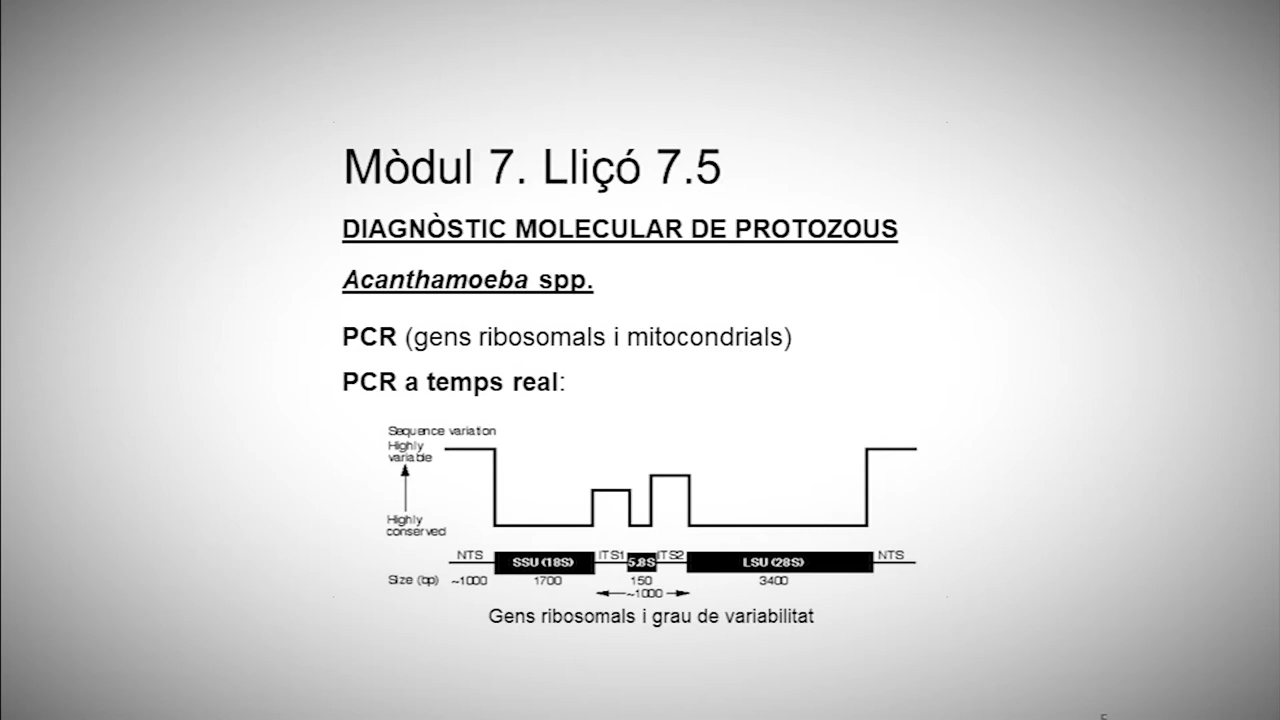 Mòdul 7. Lliçó 7.5
DIAGNÒSTIC MOLECULAR DE PROTOZOUS
Acanthamoeba spp.
PCR (gens ribosomals i mitocondrials)
PCR a temps real:
Sequence variation
Highly
variable
Highly
conserved
NTS SSU (18S) ITS1 5.8S ITS2 LSU (28S) NTS
Size (bp) ~1000 1700 150 3400
~1000
Gens ribosomals i grau de variabilitat